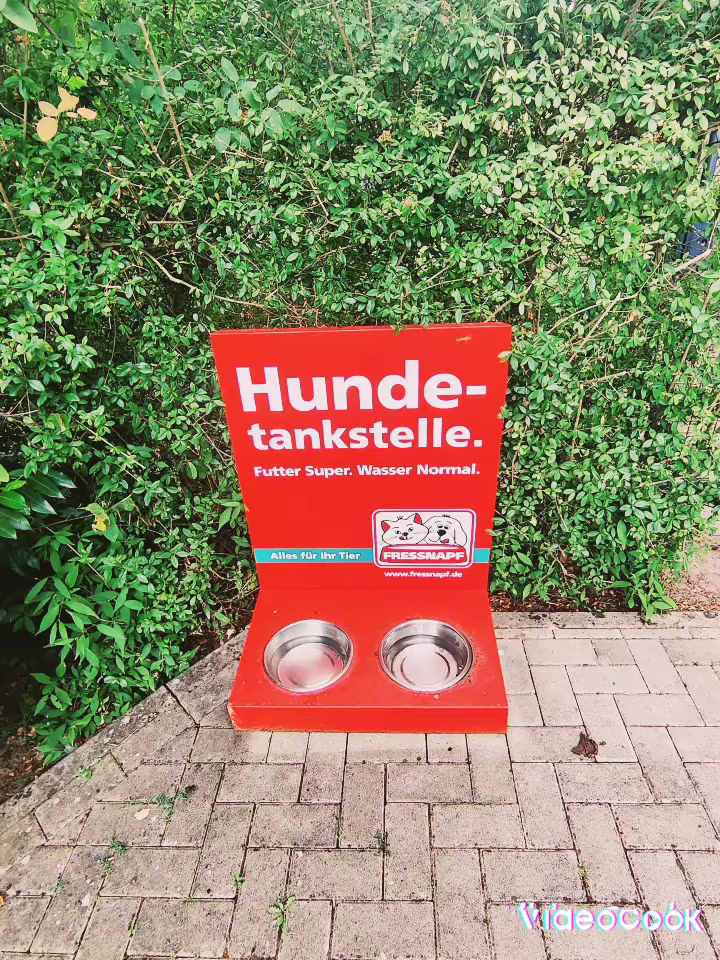 Hunde-
tankstelle.
Futter Super. Wasser Normal.
Alles für Ihr Tier
FRESSNAPF
www.fressnapf.de
VideoCook